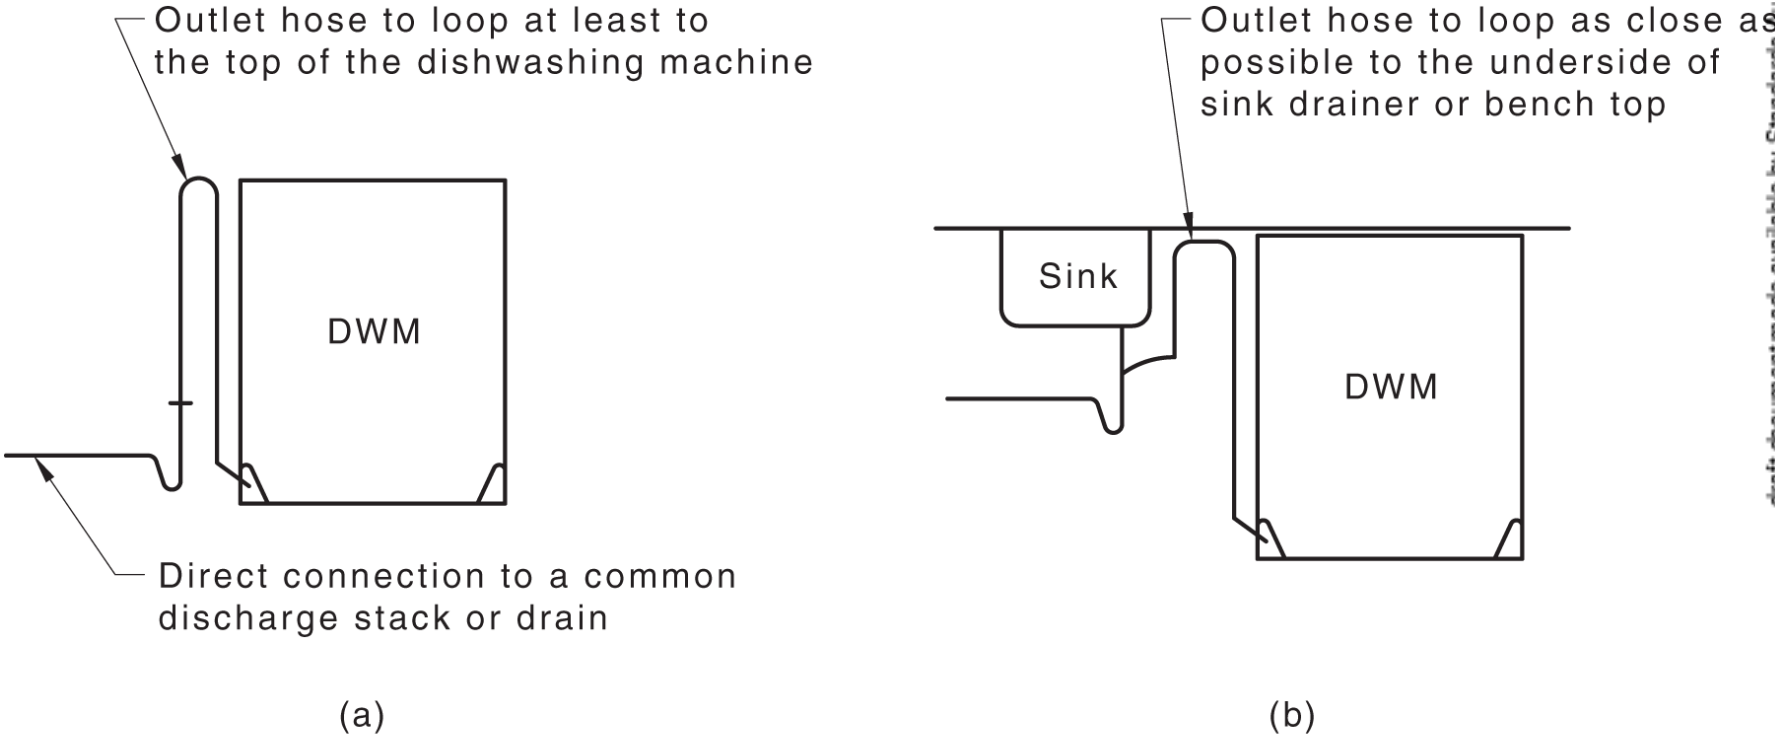 Outlet hose to loop at least to
the top of the dishwashing machine
DWM
Direct connection to a common
discharge stack or drain
(a)
Outlet hose to loop as close as
possible to the underside of
sink drainer or bench top
Sink
DWM
(b)